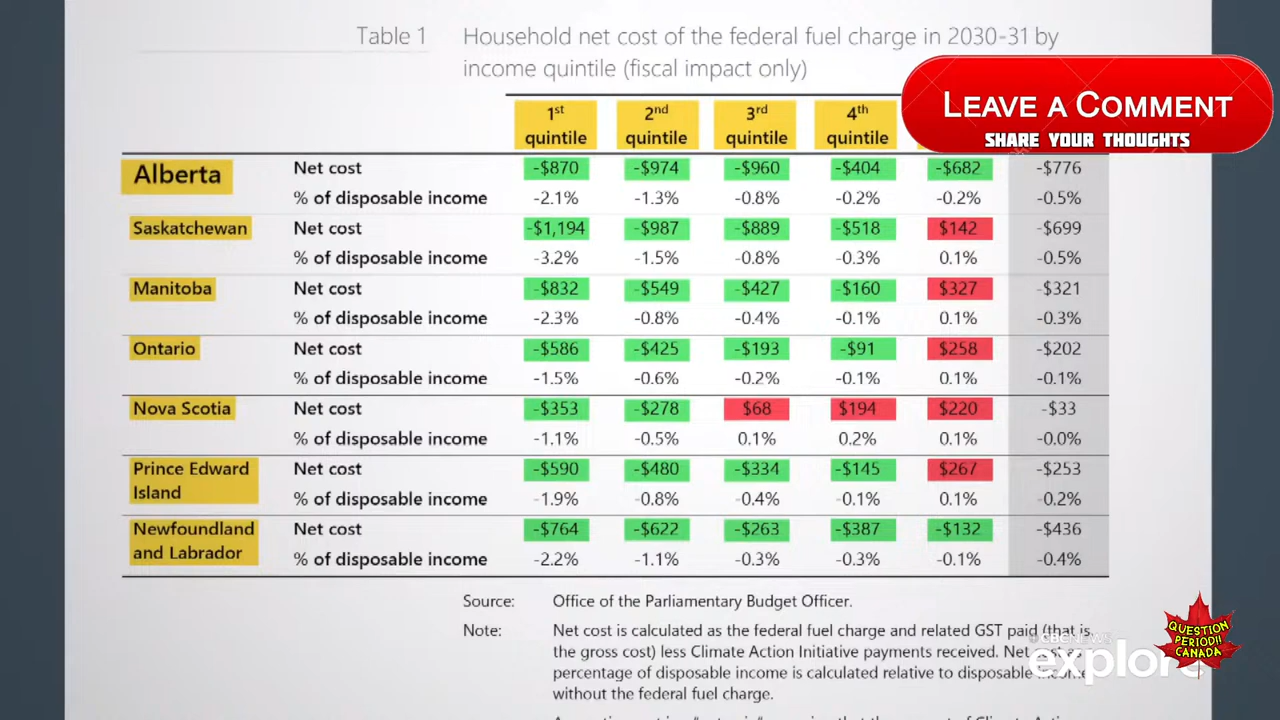 Table 1 Household net cost of the federal fuel charge in 2030-31 by
income quintile (fiscal impact only)
LEAVE A COMMENT
SHARE YOUR THOUGHTS
1st quintile 2nd quintile 3rd quintile 4th quintile
Alberta Net cost -$870 -$974 -$960 -$404 -$682 -$776
% of disposable income -2.1% -1.3% -0.8% -0.2% -0.2% -0.5%
Saskatchewan Net cost -$1,194 -$987 -$889 -$518 $142 -$699
% of disposable income -3.2% -1.5% -0.8% -0.3% 0.1% -0.5%
Manitoba Net cost -$832 -$549 -$427 -$160 $327 -$321
% of disposable income -2.3% -0.8% -0.4% -0.1% 0.1% -0.3%
Ontario Net cost -$586 -$425 -$193 -$91 $258 -$202
% of disposable income -1.5% -0.6% -0.2% -0.1% 0.1% -0.1%
Nova Scotia Net cost -$353 -$278 $68 $194 $220 -$33
% of disposable income -1.1% -0.5% 0.1% 0.2% 0.1% -0.0%
Prince Edward Net cost -$590 -$480 -$334 -$145 $267 -$253
Island % of disposable income -1.9% -0.8% -0.4% -0.1% 0.1% -0.2%
Newfoundland Net cost -$764 -$622 -$263 -$387 -$132 -$436
and Labrador % of disposable income -2.2% -1.1% -0.3% -0.3% -0.1% -0.4%
Source: Office of the Parliamentary Budget Officer.
Note: Net cost is calculated as the federal fuel charge and related GST paid (that is,
the gross cost) less Climate Action Initiative payments received. Net cost as a
percentage of disposable income is calculated relative to disposable income
without the federal fuel charge.
CBC NEWS
explore
QUESTION
PERIODII
CANADA